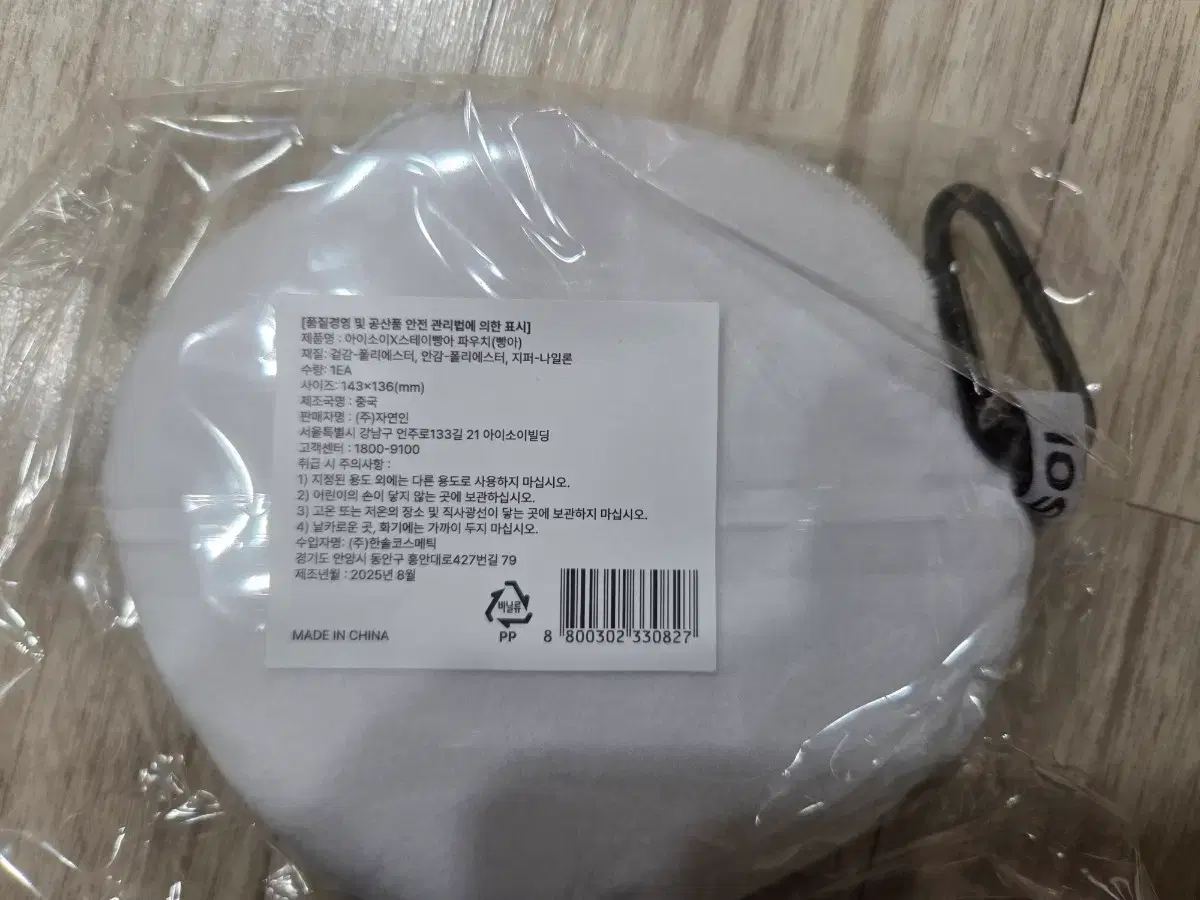 [품질경영 및 공산품 안전 관리법에 의한 표시]
제품명 : 아이소이X스테이빵아 파우치(빵아)
재질: 겉감-폴리에스터, 안감-폴리에스터, 지퍼-나일론
수량: 1EA
사이즈: 143×136(mm)
제조국명 : 중국
판매자명 : (주)자연인
서울특별시 강남구 언주로133길 21 아이소이빌딩
고객센터 : 1800-9100
취급 시 주의사항 :
1) 지정된 용도 외에는 다른 용도로 사용하지 마십시오.
2) 어린이의 손이 닿지 않는 곳에 보관하십시오.
3) 고온 또는 저온의 장소 및 직사광선이 닿는 곳에 보관하지 마십시오.
4) 날카로운 곳, 화기에는 가까이 두지 마십시오.
수입자명: (주)한솔코스메틱
경기도 안양시 동안구 흥안대로427번길 79
제조년월 : 2025년 8월
비닐류
PP
MADE IN CHINA
8 800302 330827